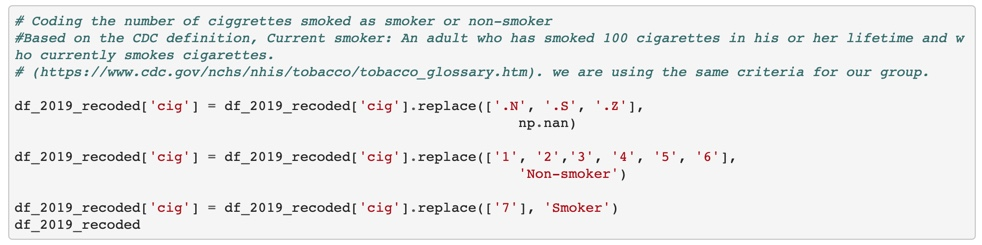 # Coding the number of ciggrettes smoked as smoker or non-smoker
#Based on the CDC definition, Current smoker: An adult who has smoked 100 cigarettes in his or her lifetime and w
ho currently smokes cigarettes.
# (https://www.cdc.gov/nchs/nhis/tobacco/tobacco_glossary.htm). we are using the same criteria for our group.
df_2019_recoded['cig'] = df_2019_recoded['cig'].replace(['.N', '.S', '.Z'],
np.nan)
df_2019_recoded['cig'] = df_2019_recoded['cig'].replace(['1', '2','3', '4', '5', '6'],
'Non-smoker')
df_2019_recoded['cig'] = df_2019_recoded['cig'].replace(['7'], 'Smoker')
df_2019_recoded